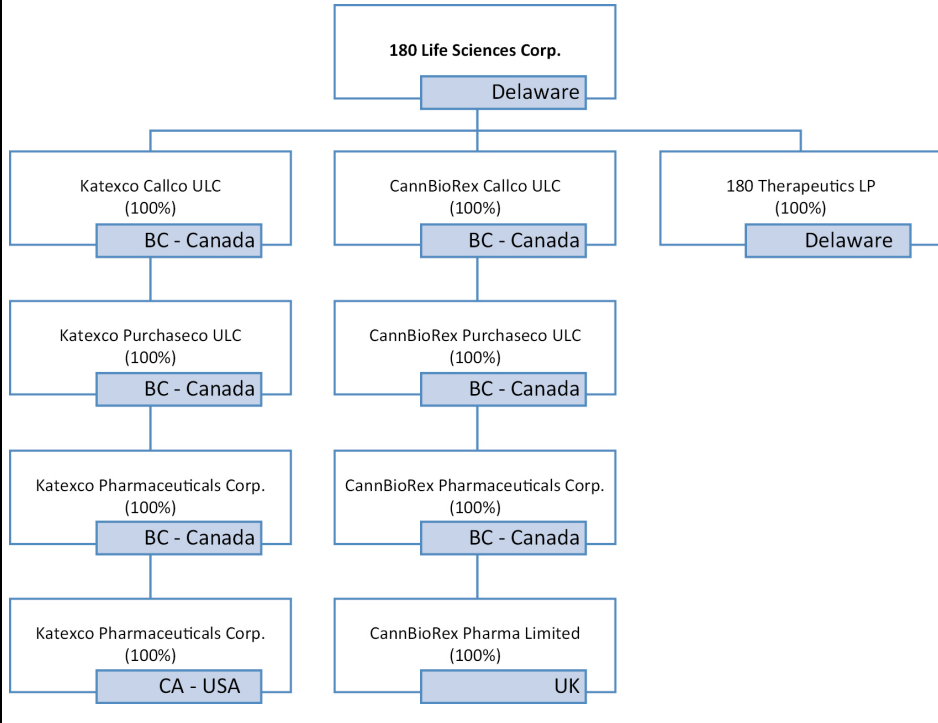 180 Life Sciences Corp.
Delaware
Katexco Callco ULC
(100%)
BC - Canada
CannBioRex Callco ULC
(100%)
BC - Canada
180 Therapeutics LP
(100%)
Delaware
Katexco Purchaseco ULC
(100%)
BC - Canada
CannBioRex Purchaseco ULC
(100%)
BC - Canada
Katexco Pharmaceuticals Corp.
(100%)
BC - Canada
CannBioRex Pharmaceuticals Corp.
(100%)
BC - Canada
Katexco Pharmaceuticals Corp.
(100%)
CA - USA
CannBioRex Pharma Limited
(100%)
UK